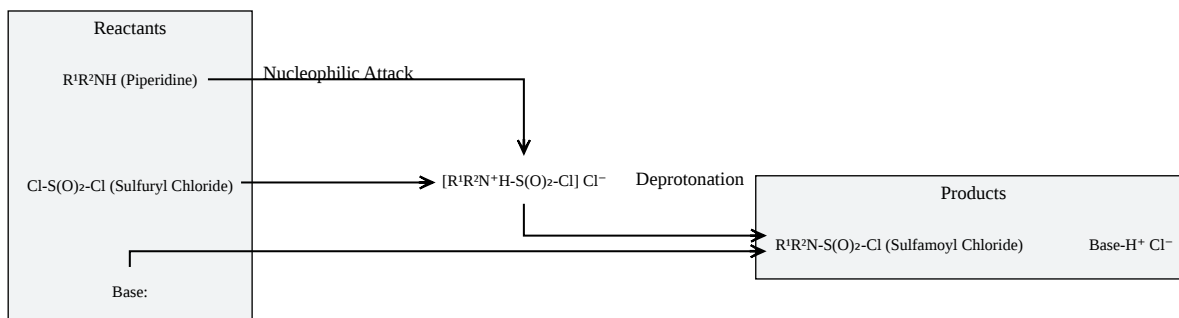 Reactants
R¹R²NH (Piperidine)
Nucleophilic Attack
Cl-S(O)₂-Cl (Sulfuryl Chloride)
[R¹R²N⁺H-S(O)₂-Cl] Cl⁻
Deprotonation
Products
R¹R²N-S(O)₂-Cl (Sulfamoyl Chloride)
Base-H⁺ Cl⁻
Base: